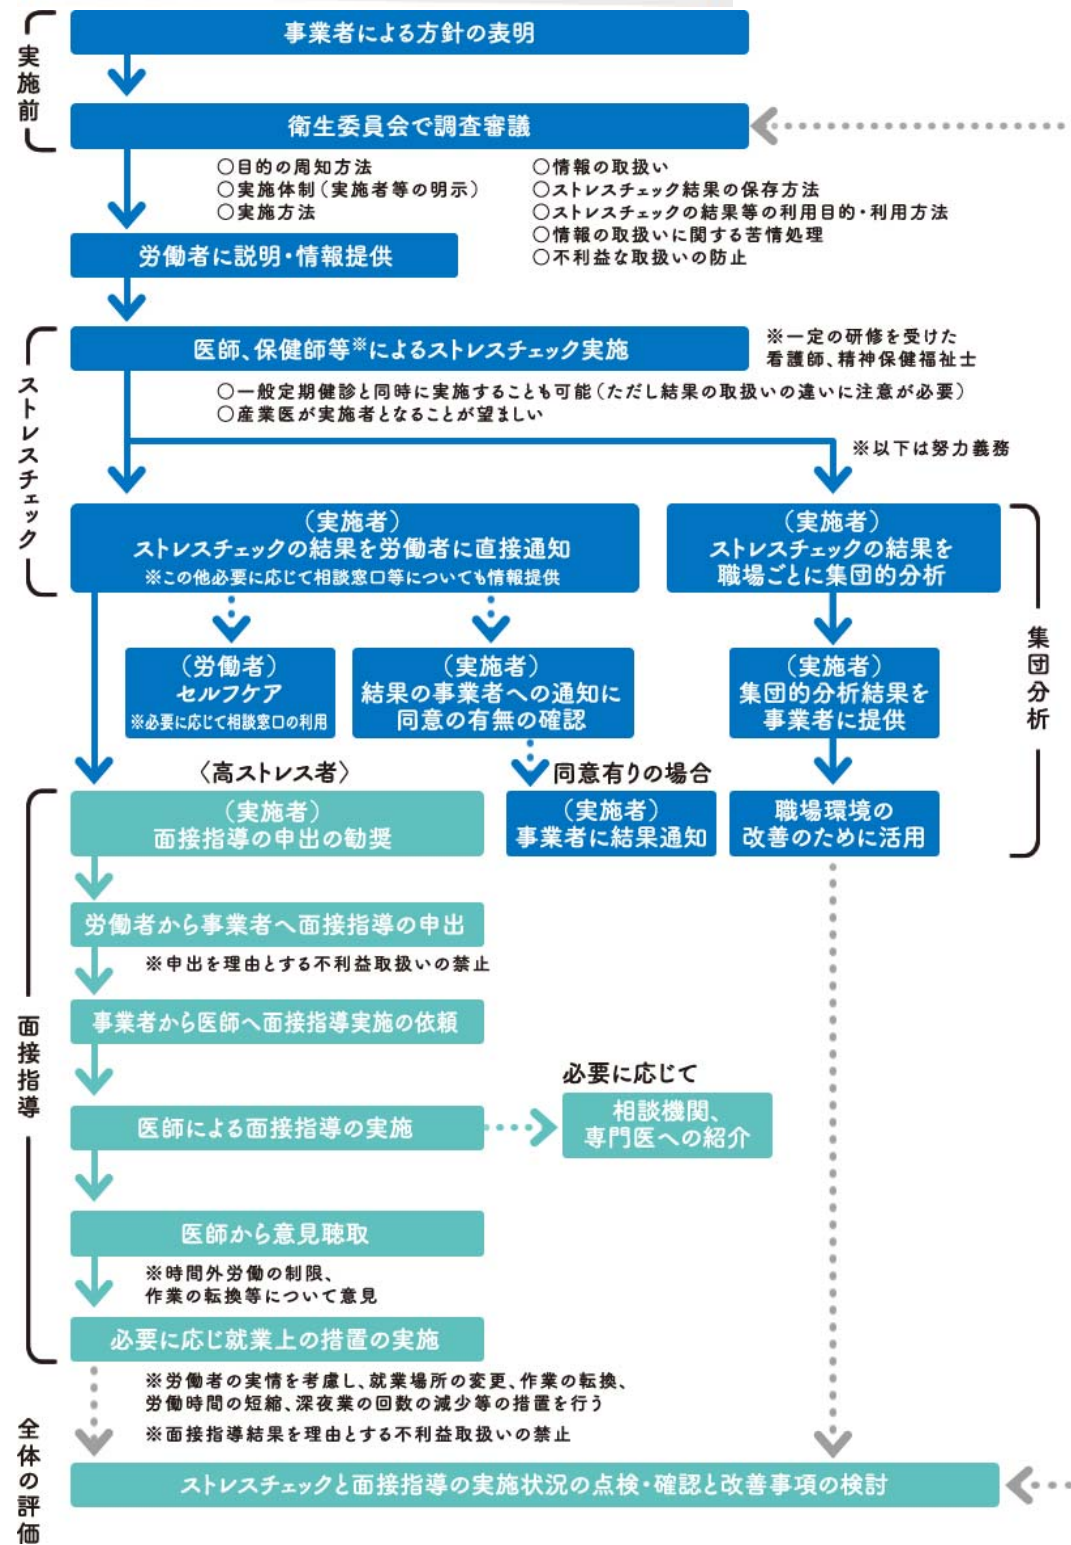 実施前
事業者による方針の表明
衛生委員会で調査審議
○目的の周知方法
○実施体制（実施者等の明示）
○実施方法
○情報の取扱い
○ストレスチェック結果の保存方法
○ストレスチェックの結果等の利用目的・利用方法
○情報の取扱いに関する苦情処理
○不利益な取扱いの防止
労働者に説明・情報提供
ストレスチェック
医師、保健師等※によるストレスチェック実施
※一定の研修を受けた
看護師、精神保健福祉士
○一般定期健診と同時に実施することも可能（ただし結果の取扱いの違いに注意が必要）
○産業医が実施者となることが望ましい
※以下は努力義務
（実施者）
ストレスチェックの結果を労働者に直接通知
※この他必要に応じて相談窓口等についても情報提供
（実施者）
ストレスチェックの結果を
職場ごとに集団的分析
集団分析
（労働者）
セルフケア
※必要に応じて相談窓口の利用
（実施者）
結果の事業者への通知に
同意の有無の確認
（実施者）
集団的分析結果を
事業者に提供
〈高ストレス者〉
同意有りの場合
面接指導
（実施者）
面接指導の申出の勧奨
（実施者）
事業者に結果通知
職場環境の
改善のために活用
労働者から事業者へ面接指導の申出
※申出を理由とする不利益取扱いの禁止
事業者から医師へ面接指導実施の依頼
必要に応じて
医師による面接指導の実施
相談機関、
専門医への紹介
医師から意見聴取
※時間外労働の制限、
作業の転換等について意見
必要に応じ就業上の措置の実施
※労働者の実情を考慮し、就業場所の変更、作業の転換、
労働時間の短縮、深夜業の回数の減少等の措置を行う
※面接指導結果を理由とする不利益取扱いの禁止
全体の評価
ストレスチェックと面接指導の実施状況の点検・確認と改善事項の検討